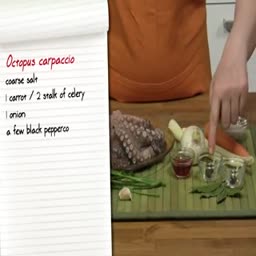 Octopus carpaccio
coarse salt
1 carrot / 2 stalk of celery
1 onion
a few black pepperco